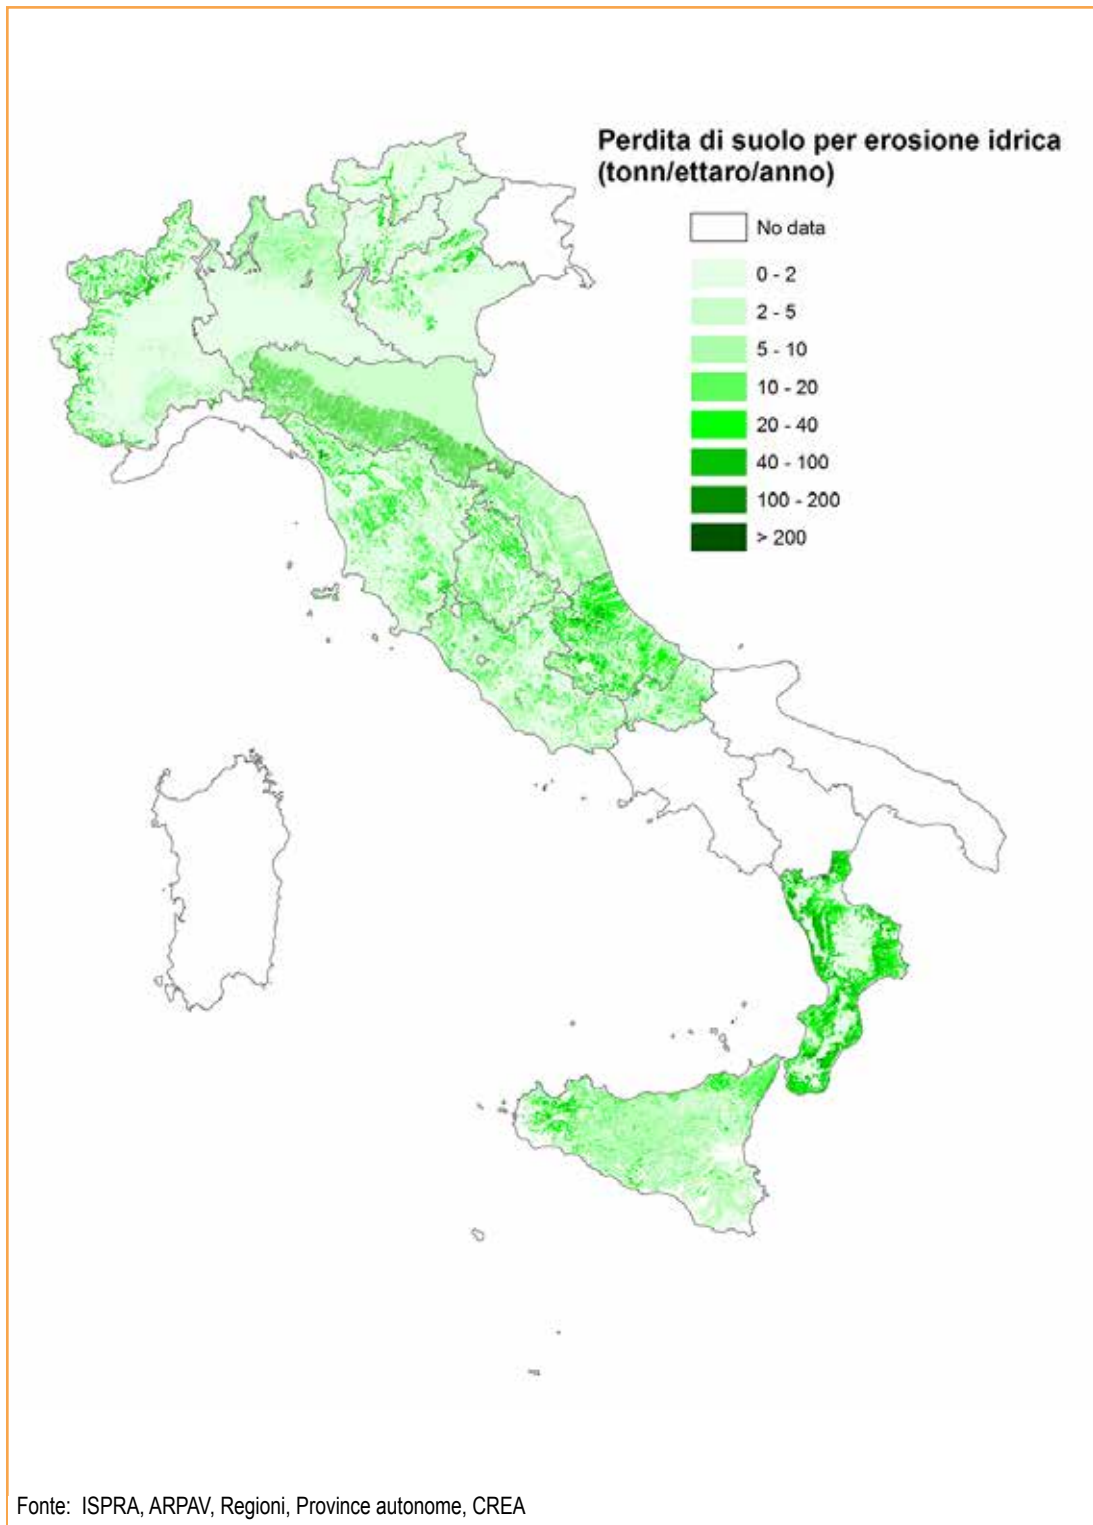 Perdita di suolo per erosione idrica
(tonn/ettaro/anno)
No data
0 - 2
2 - 5
5 - 10
10 - 20
20 - 40
40 - 100
100 - 200
> 200
Fonte: ISPRA, ARPAV, Regioni, Province autonome, CREA